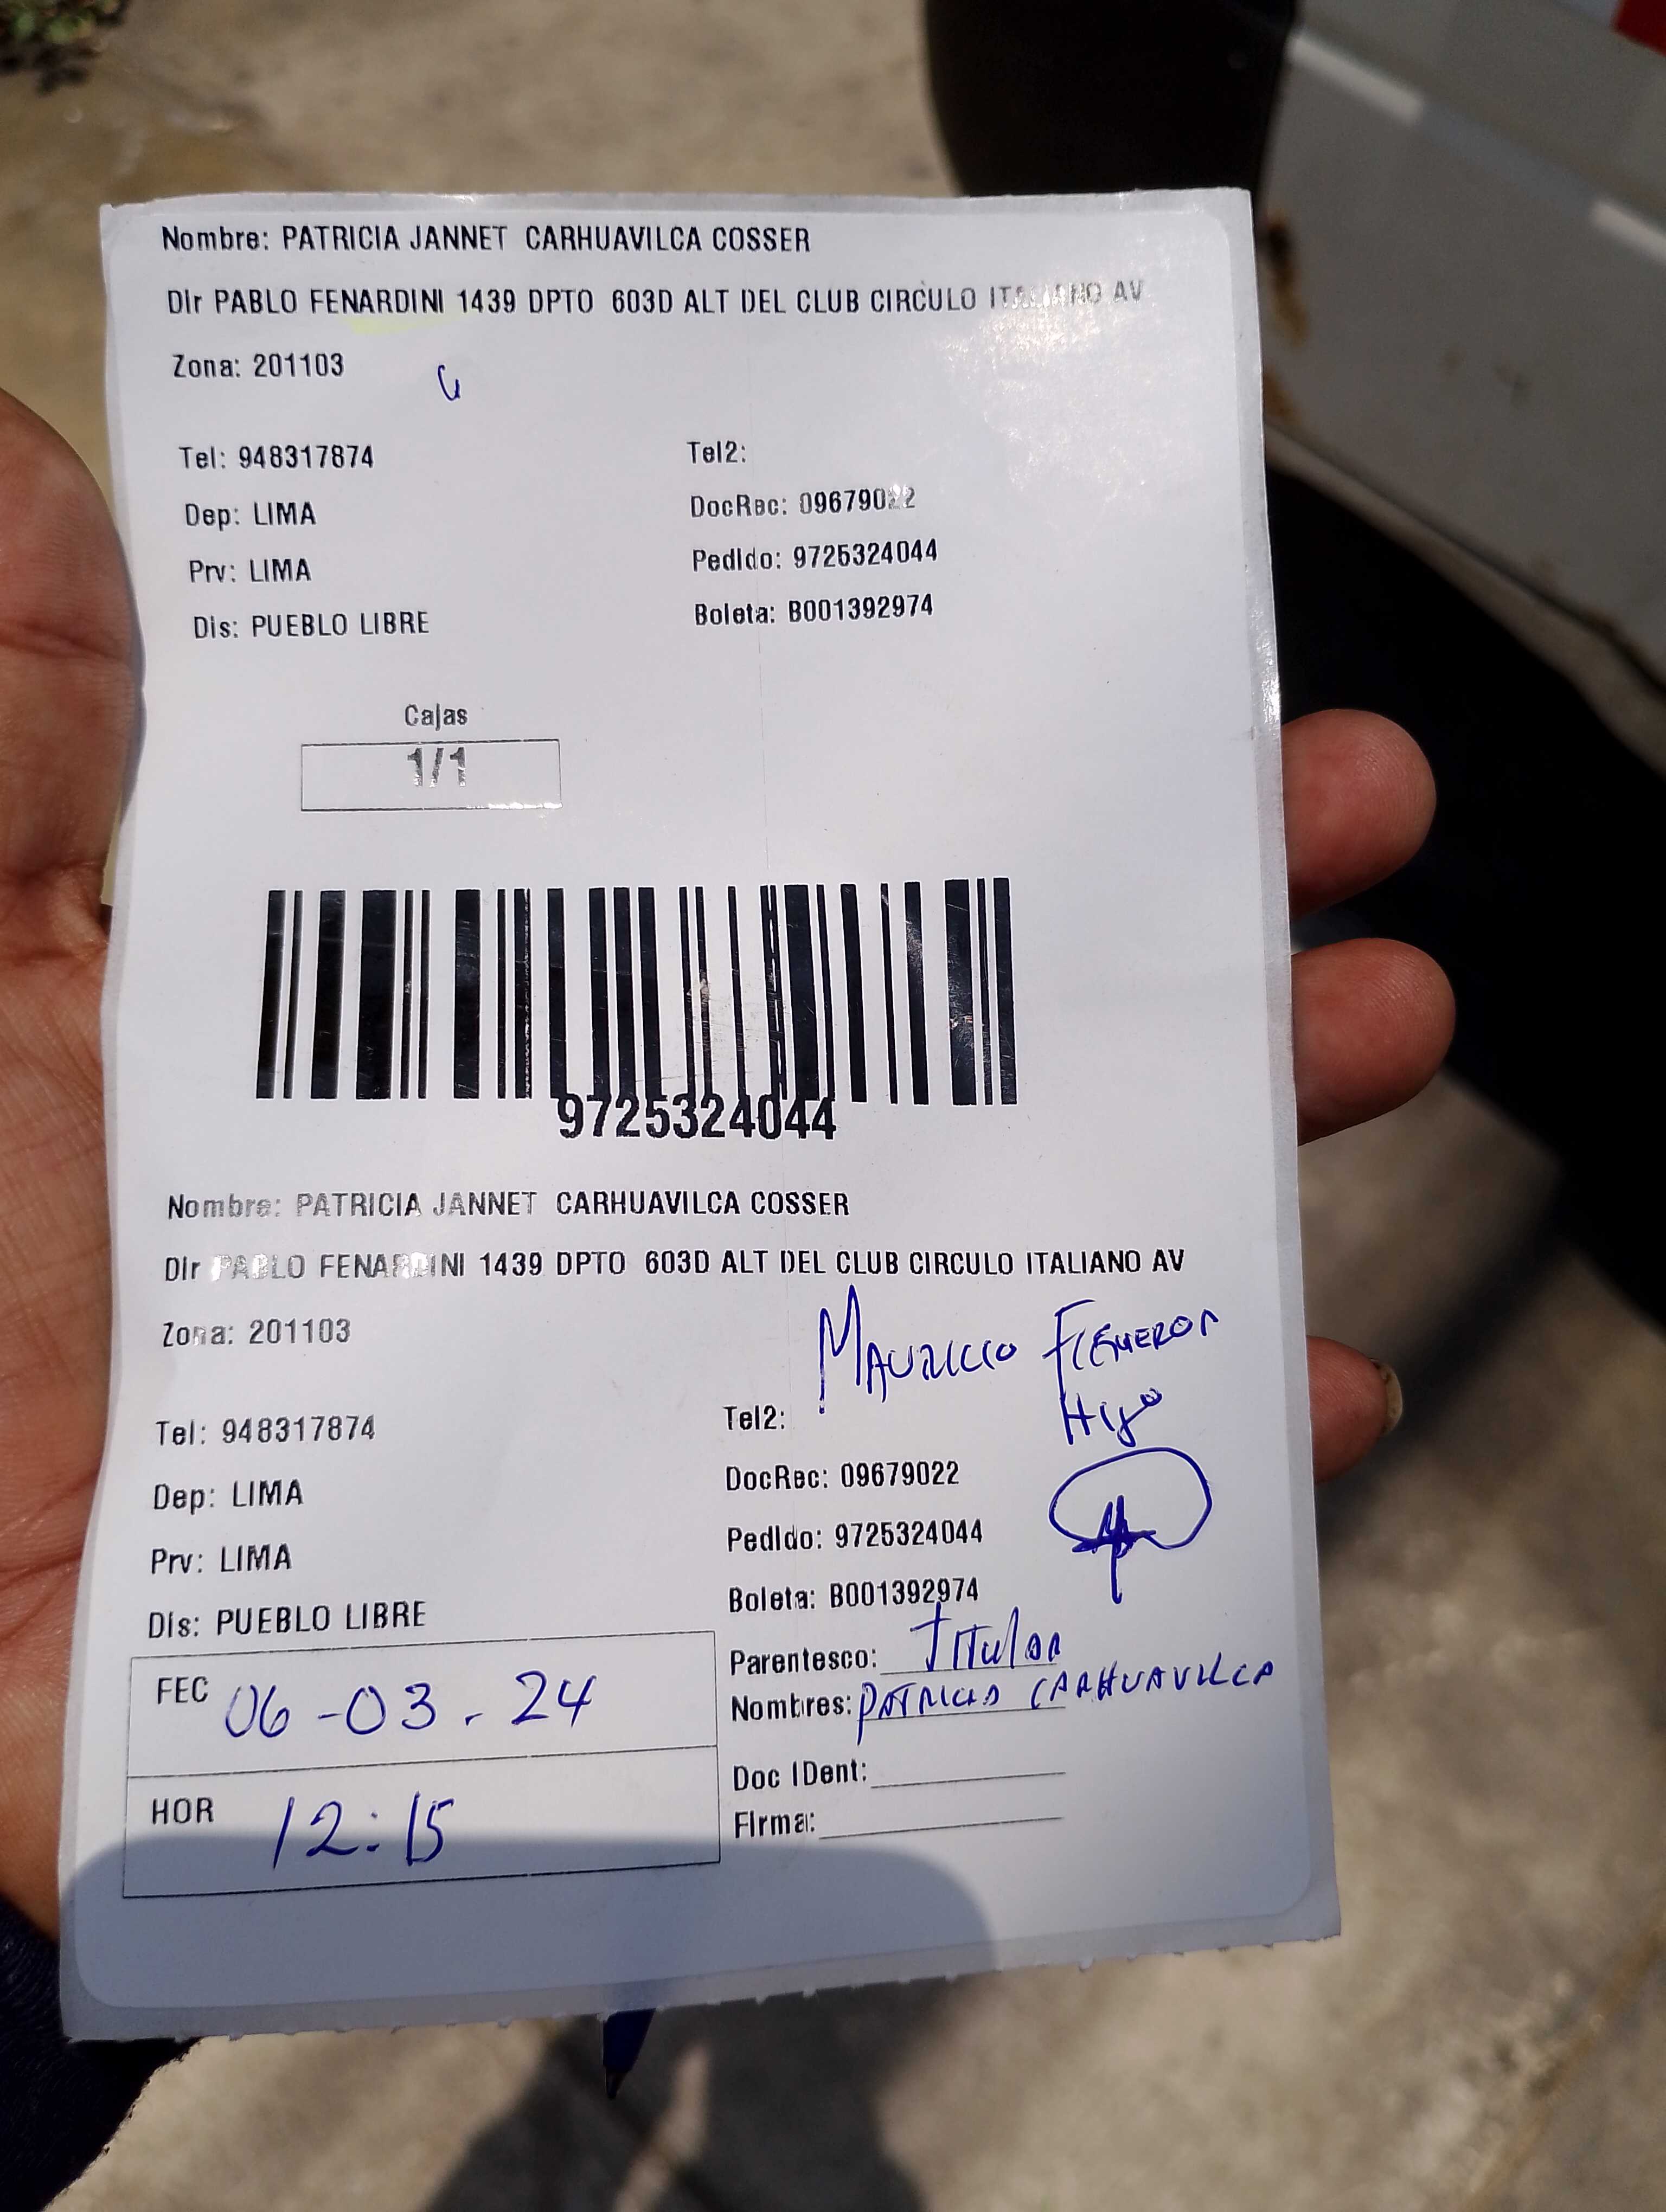 Nombre: PATRICIA JANNET CARHUAVILCA COSSER
Dir PABLO FENARDINI 1439 DPTO 603D ALT DEL CLUB CIRCULO ITALIANO AV
Zona: 201103
Tel: 948317874 Tel2:
Dep: LIMA DocRec: 09679022
Prv: LIMA Pedido: 9725324044
Dis: PUEBLO LIBRE Boleta: B001392974
Cajas
1/1
9725324044
Nombre: PATRICIA JANNET CARHUAVILCA COSSER
Dir PABLO FENARDINI 1439 DPTO 603D ALT DEL CLUB CIRCULO ITALIANO AV
Zona: 201103
MAURICIO FIGUEROA
Hijo
Tel: 948317874 Tel2:
Dep: LIMA DocRec: 09679022
Prv: LIMA Pedido: 9725324044
Dis: PUEBLO LIBRE Boleta: B001392974
Parentesco: Titular
FEC 06-03.24
Nombres: PATRICIA CARHUAVILCA
Doc IDent:
HOR 12:15
Firma: